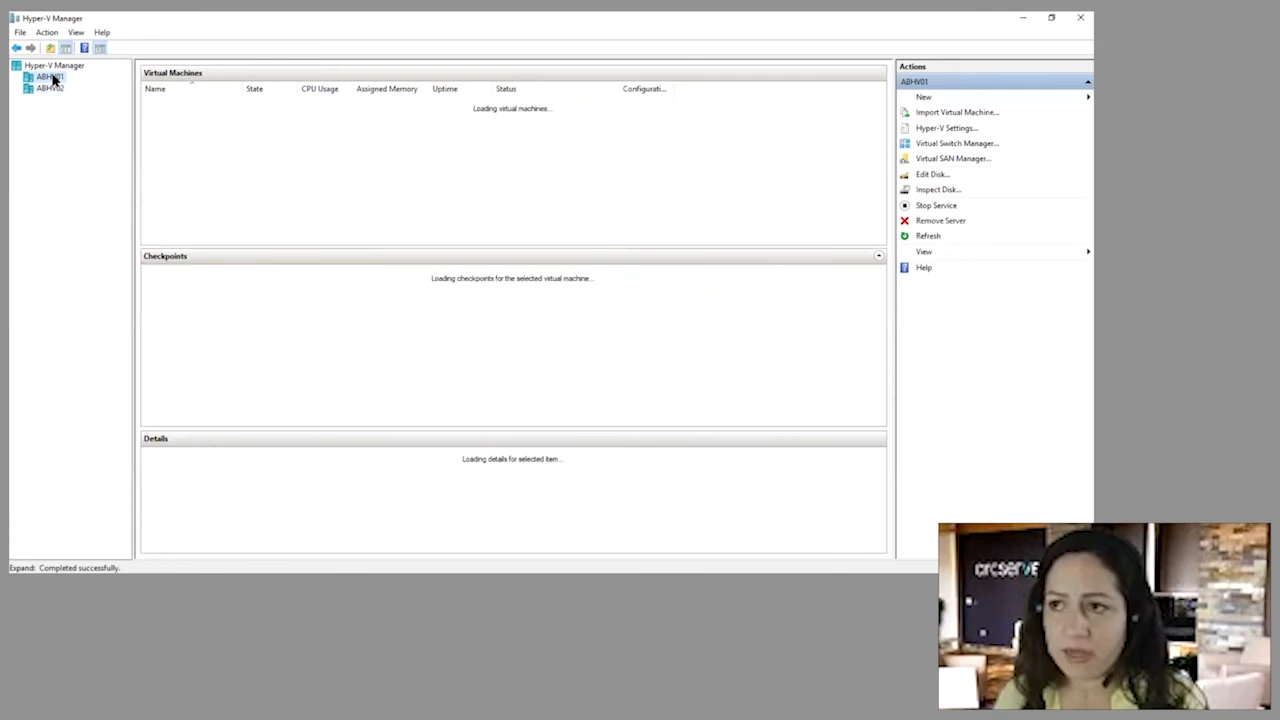 Hyper-V Manager
File Action View Help
Hyper-V Manager
ABHV01
ABHV02
Virtual Machines
Name State CPU Usage Assigned Memory Uptime Status Configurati...
Loading virtual machines...
Checkpoints
Loading checkpoints for the selected virtual machine...
Details
Loading details for selected item...
Actions
ABHV01
New
Import Virtual Machine...
Hyper-V Settings...
Virtual Switch Manager...
Virtual SAN Manager...
Edit Disk...
Inspect Disk...
Stop Service
Remove Server
Refresh
View
Help
Expand: Completed successfully.
arcserve